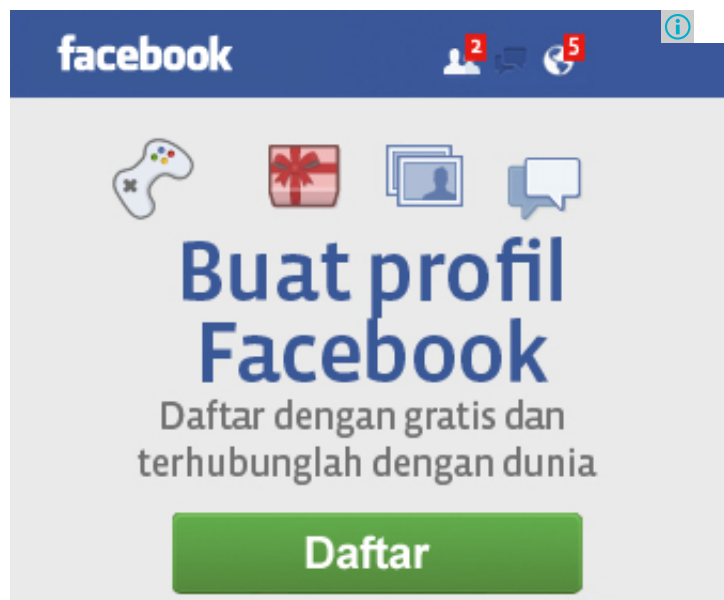 facebook
2
5
Buat profil
Facebook
Daftar dengan gratis dan
terhubunglah dengan dunia
Daftar